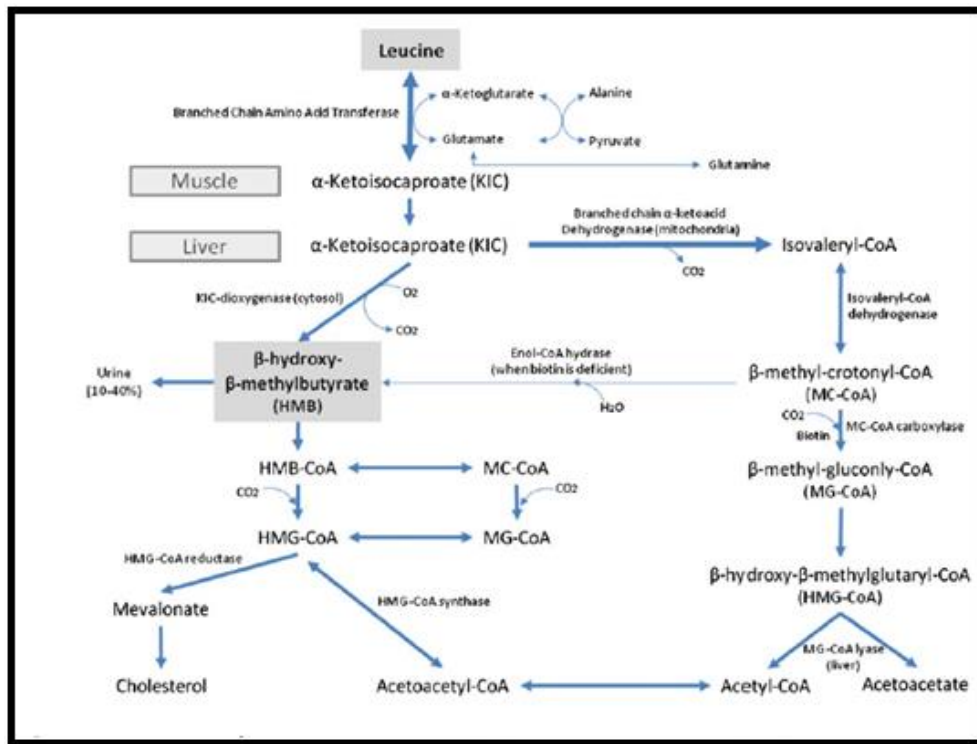 Leucine
Branched Chain Amino Acid Transferase
α-Ketoglutarate
Alanine
Glutamate
Pyruvate
Glutamine
Muscle
α-Ketoisocaproate (KIC)
Liver
α-Ketoisocaproate (KIC)
Branched chain α-ketoacid
Dehydrogenase (mitochondria)
CO2
Isovaleryl-CoA
KIC-dioxygenase (cytosol)
O2
CO2
Isovaleryl-CoA
dehydrogenase
Urine
(10-40%)
β-hydroxy-
β-methylbutyrate
(HMB)
Enol-CoA hydrase
(when biotin is deficient)
H2O
β-methyl-crotonyl-CoA
(MC-CoA)
CO2
Biotin
MC-CoA carboxylase
HMB-CoA
MC-CoA
β-methyl-gluconly-CoA
(MG-CoA)
CO2
CO2
HMG-CoA
MG-CoA
HMG-CoA reductase
β-hydroxy-β-methylglutaryl-CoA
(HMG-CoA)
Mevalonate
HMG-CoA synthase
MG-CoA lyase
(liver)
Cholesterol
Acetoacetyl-CoA
Acetyl-CoA
Acetoacetate